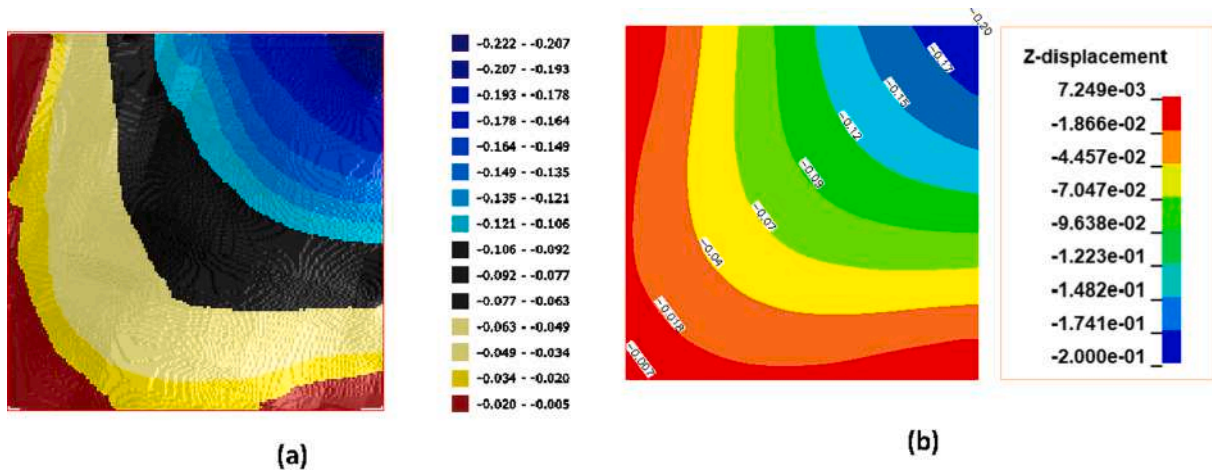 -0.222 - -0.207
-0.207 - -0.193
-0.193 - -0.178
-0.178 - -0.164
-0.164 - -0.149
-0.149 - -0.135
-0.135 - -0.121
-0.121 - -0.106
-0.106 - -0.092
-0.092 - -0.077
-0.077 - -0.063
-0.063 - -0.049
-0.049 - -0.034
-0.034 - -0.020
-0.020 - -0.005
(a)
-0.20
-0.17
-0.15
-0.12
-0.09
-0.07
-0.04
-0.018
-0.007
Z-displacement
7.249e-03
-1.866e-02
-4.457e-02
-7.047e-02
-9.638e-02
-1.223e-01
-1.482e-01
-1.741e-01
-2.000e-01
(b)